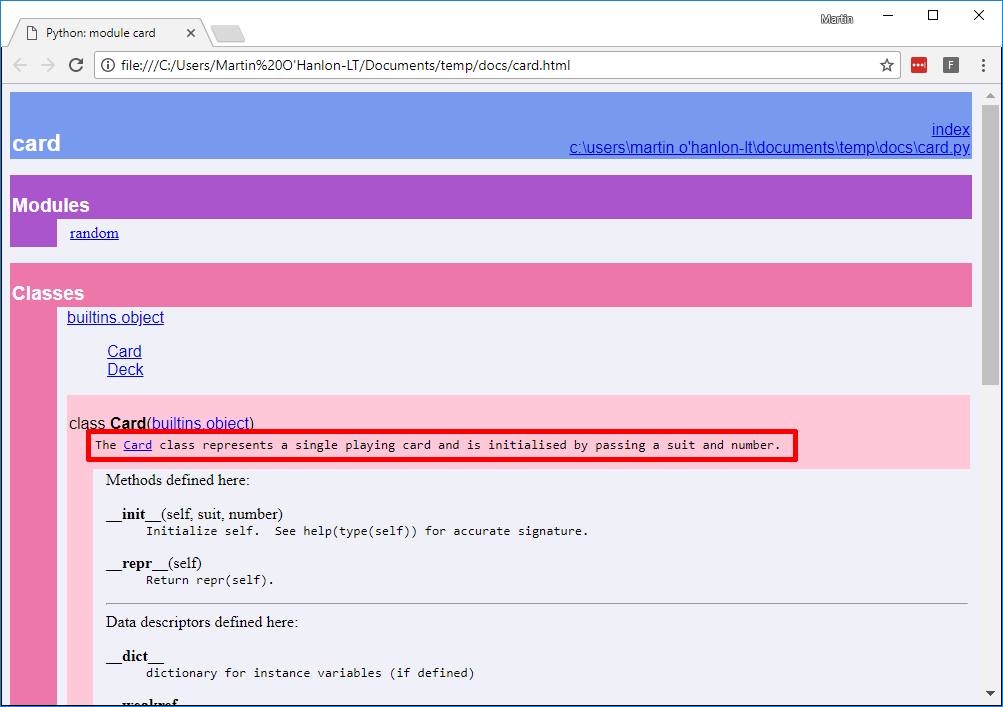 Python: module card
Martin
file:///C:/Users/Martin%20O'Hanlon-LT/Documents/temp/docs/card.html
F
index
card
c:\users\martin o'hanlon-lt\documents\temp\docs\card.py
Modules
random
Classes
builtins.object
Card
Deck
class Card(builtins.object)
The Card class represents a single playing card and is initialised by passing a suit and number.
Methods defined here:
__init__(self, suit, number)
Initialize self.  See help(type(self)) for accurate signature.
__repr__(self)
Return repr(self).
Data descriptors defined here:
__dict__
dictionary for instance variables (if defined)
__weakref__